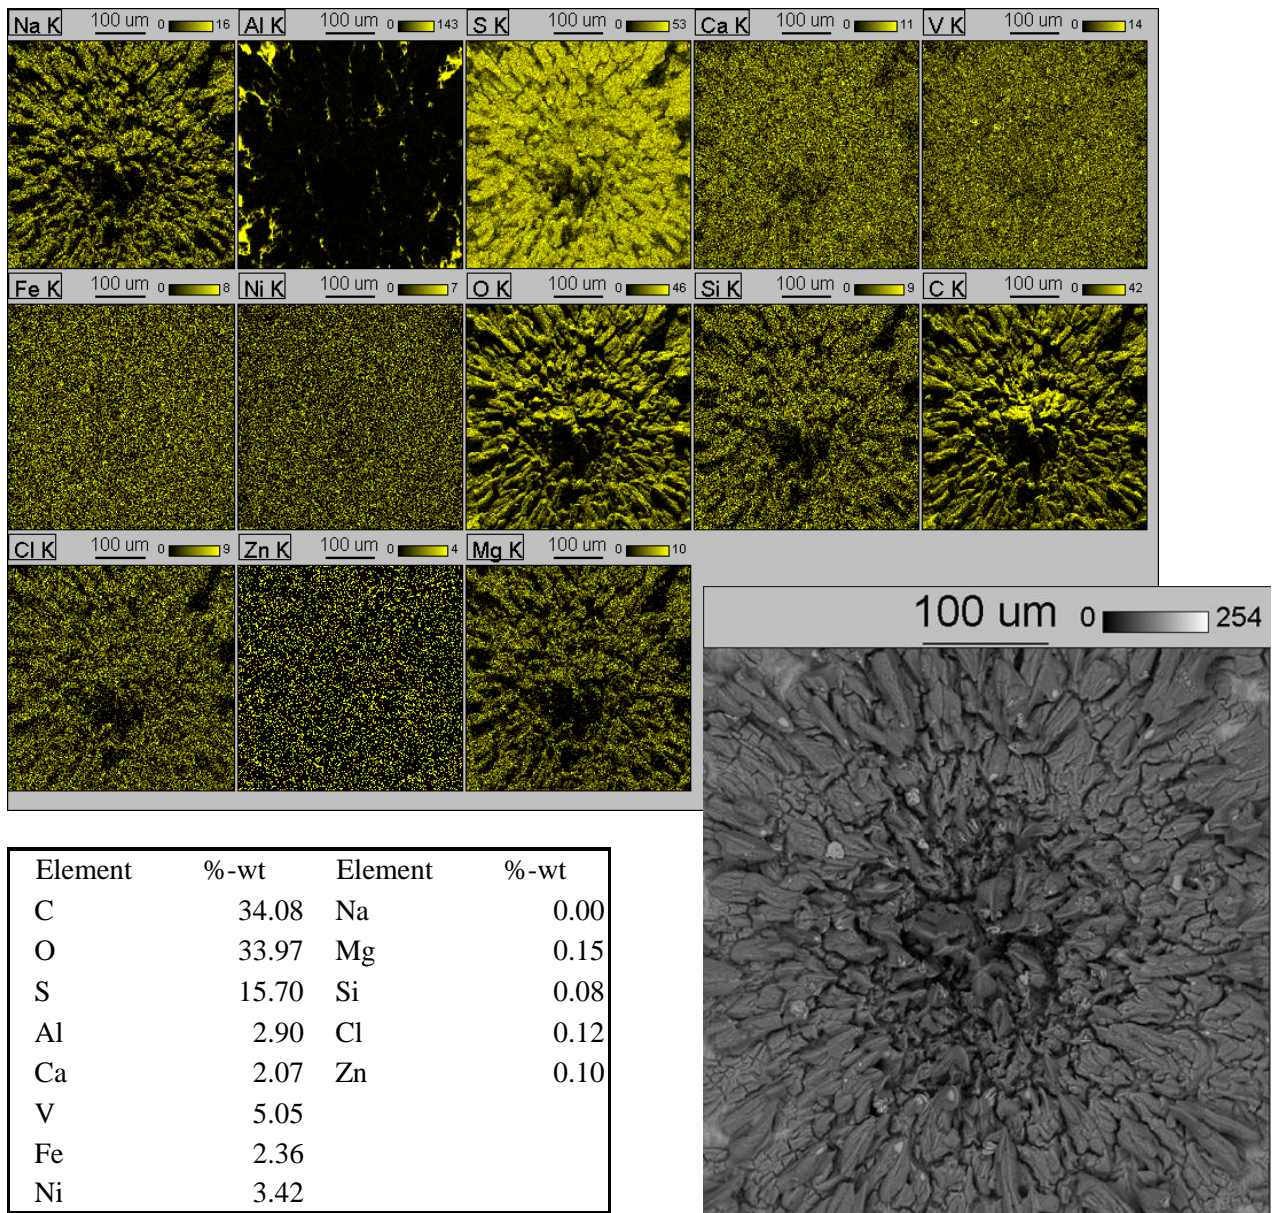 Na K 100 um 0 16 Al K 100 um 0 143 S K 100 um 0 53 Ca K 100 um 0 11 V K 100 um 0 14
Fe K 100 um 0 8 Ni K 100 um 0 7 O K 100 um 0 46 Si K 100 um 0 9 C K 100 um 0 42
Cl K 100 um 0 9 Zn K 100 um 0 4 Mg K 100 um 0 10
100 um 0 254
Element %-wt Element %-wt
C 34.08 Na 0.00
O 33.97 Mg 0.15
S 15.70 Si 0.08
Al 2.90 Cl 0.12
Ca 2.07 Zn 0.10
V 5.05
Fe 2.36
Ni 3.42